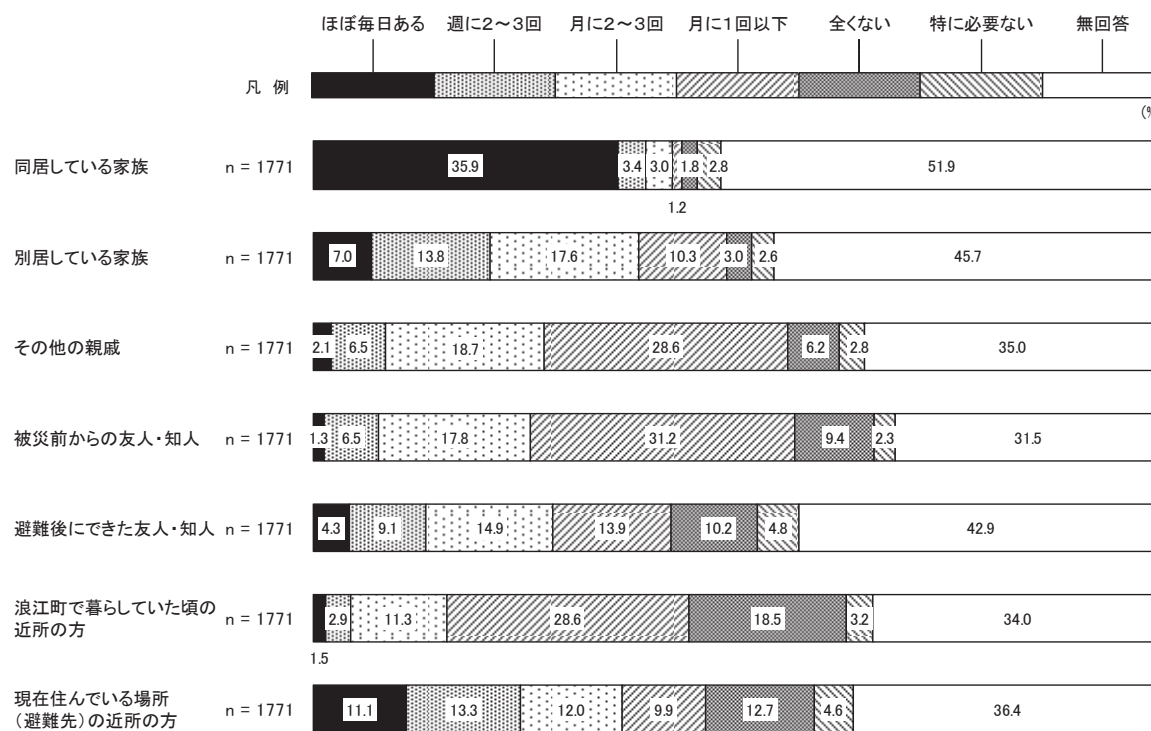 ほぼ毎日ある 週に2～3回 月に2～3回 月に1回以下 全くない 特に必要ない 無回答
凡 例
(%
同居している家族 n = 1771 35.9 3.4 3.0 1.8 2.8 51.9
1.2
別居している家族 n = 1771 7.0 13.8 17.6 10.3 3.0 2.6 45.7
その他の親戚 n = 1771 2.1 6.5 18.7 28.6 6.2 2.8 35.0
被災前からの友人・知人 n = 1771 1.3 6.5 17.8 31.2 9.4 2.3 31.5
避難後にできた友人・知人 n = 1771 4.3 9.1 14.9 13.9 10.2 4.8 42.9
浪江町で暮らしていた頃の
近所の方 n = 1771 2.9 11.3 28.6 18.5 3.2 34.0
1.5
現在住んでいる場所
（避難先）の近所の方 n = 1771 11.1 13.3 12.0 9.9 12.7 4.6 36.4